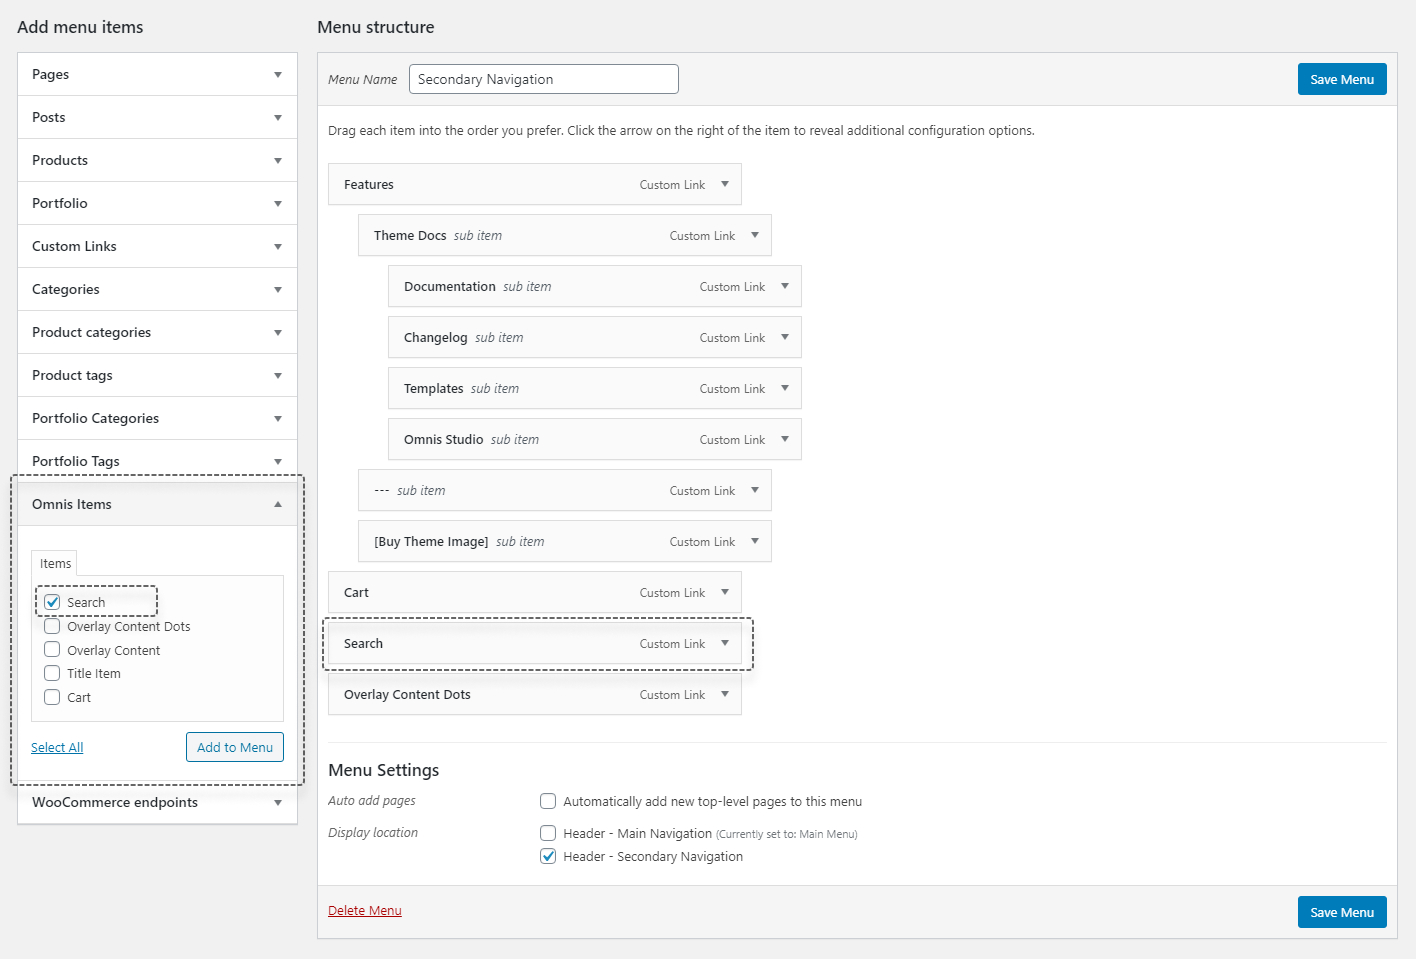 Add menu items
Pages
Posts
Products
Portfolio
Custom Links
Categories
Product categories
Product tags
Portfolio Categories
Portfolio Tags
Omnis Items
Items
Search
Overlay Content Dots
Overlay Content
Title Item
Cart
Select All
Add to Menu
WooCommerce endpoints
Menu structure
Menu Name Secondary Navigation Save Menu
Drag each item into the order you prefer. Click the arrow on the right of the item to reveal additional configuration options.
Features Custom Link
Theme Docs sub item Custom Link
Documentation sub item Custom Link
Changelog sub item Custom Link
Templates sub item Custom Link
Omnis Studio sub item Custom Link
--- sub item Custom Link
[Buy Theme Image] sub item Custom Link
Cart Custom Link
Search Custom Link
Overlay Content Dots Custom Link
Menu Settings
Auto add pages Automatically add new top-level pages to this menu
Display location Header - Main Navigation (Currently set to: Main Menu)
Header - Secondary Navigation
Delete Menu Save Menu